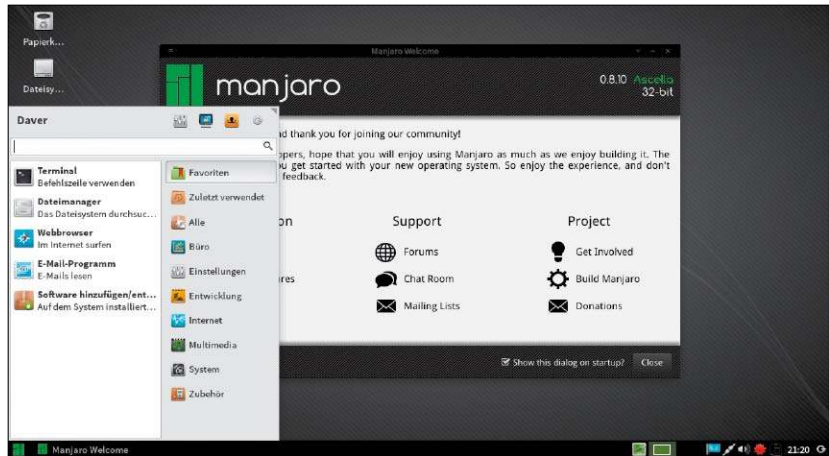 Papierk...
Dateisy...
Manjaro Welcome
manjaro
0.8.10 Ascella
32-bit
Daver
nd thank you for joining our community!
opers, hope that you will enjoy using Manjaro as much as we enjoy building it. The
u get started with your new operating system. So enjoy the experience, and don't
feedback.
Terminal
Befehlszeile verwenden
Dateimanager
Das Dateisystem durchsuc...
Webbrowser
Im Internet surfen
E-Mail-Programm
E-Mails lesen
Software hinzufügen/ent...
Auf dem System installiert...
Favoriten
Zuletzt verwendet
Alle
Büro
Einstellungen
Entwicklung
Internet
Multimedia
System
Zubehör
on
res
Support
Forums
Chat Room
Mailing Lists
Project
Get Involved
Build Manjaro
Donations
Show this dialog on startup?
Close
Manjaro Welcome
21:20